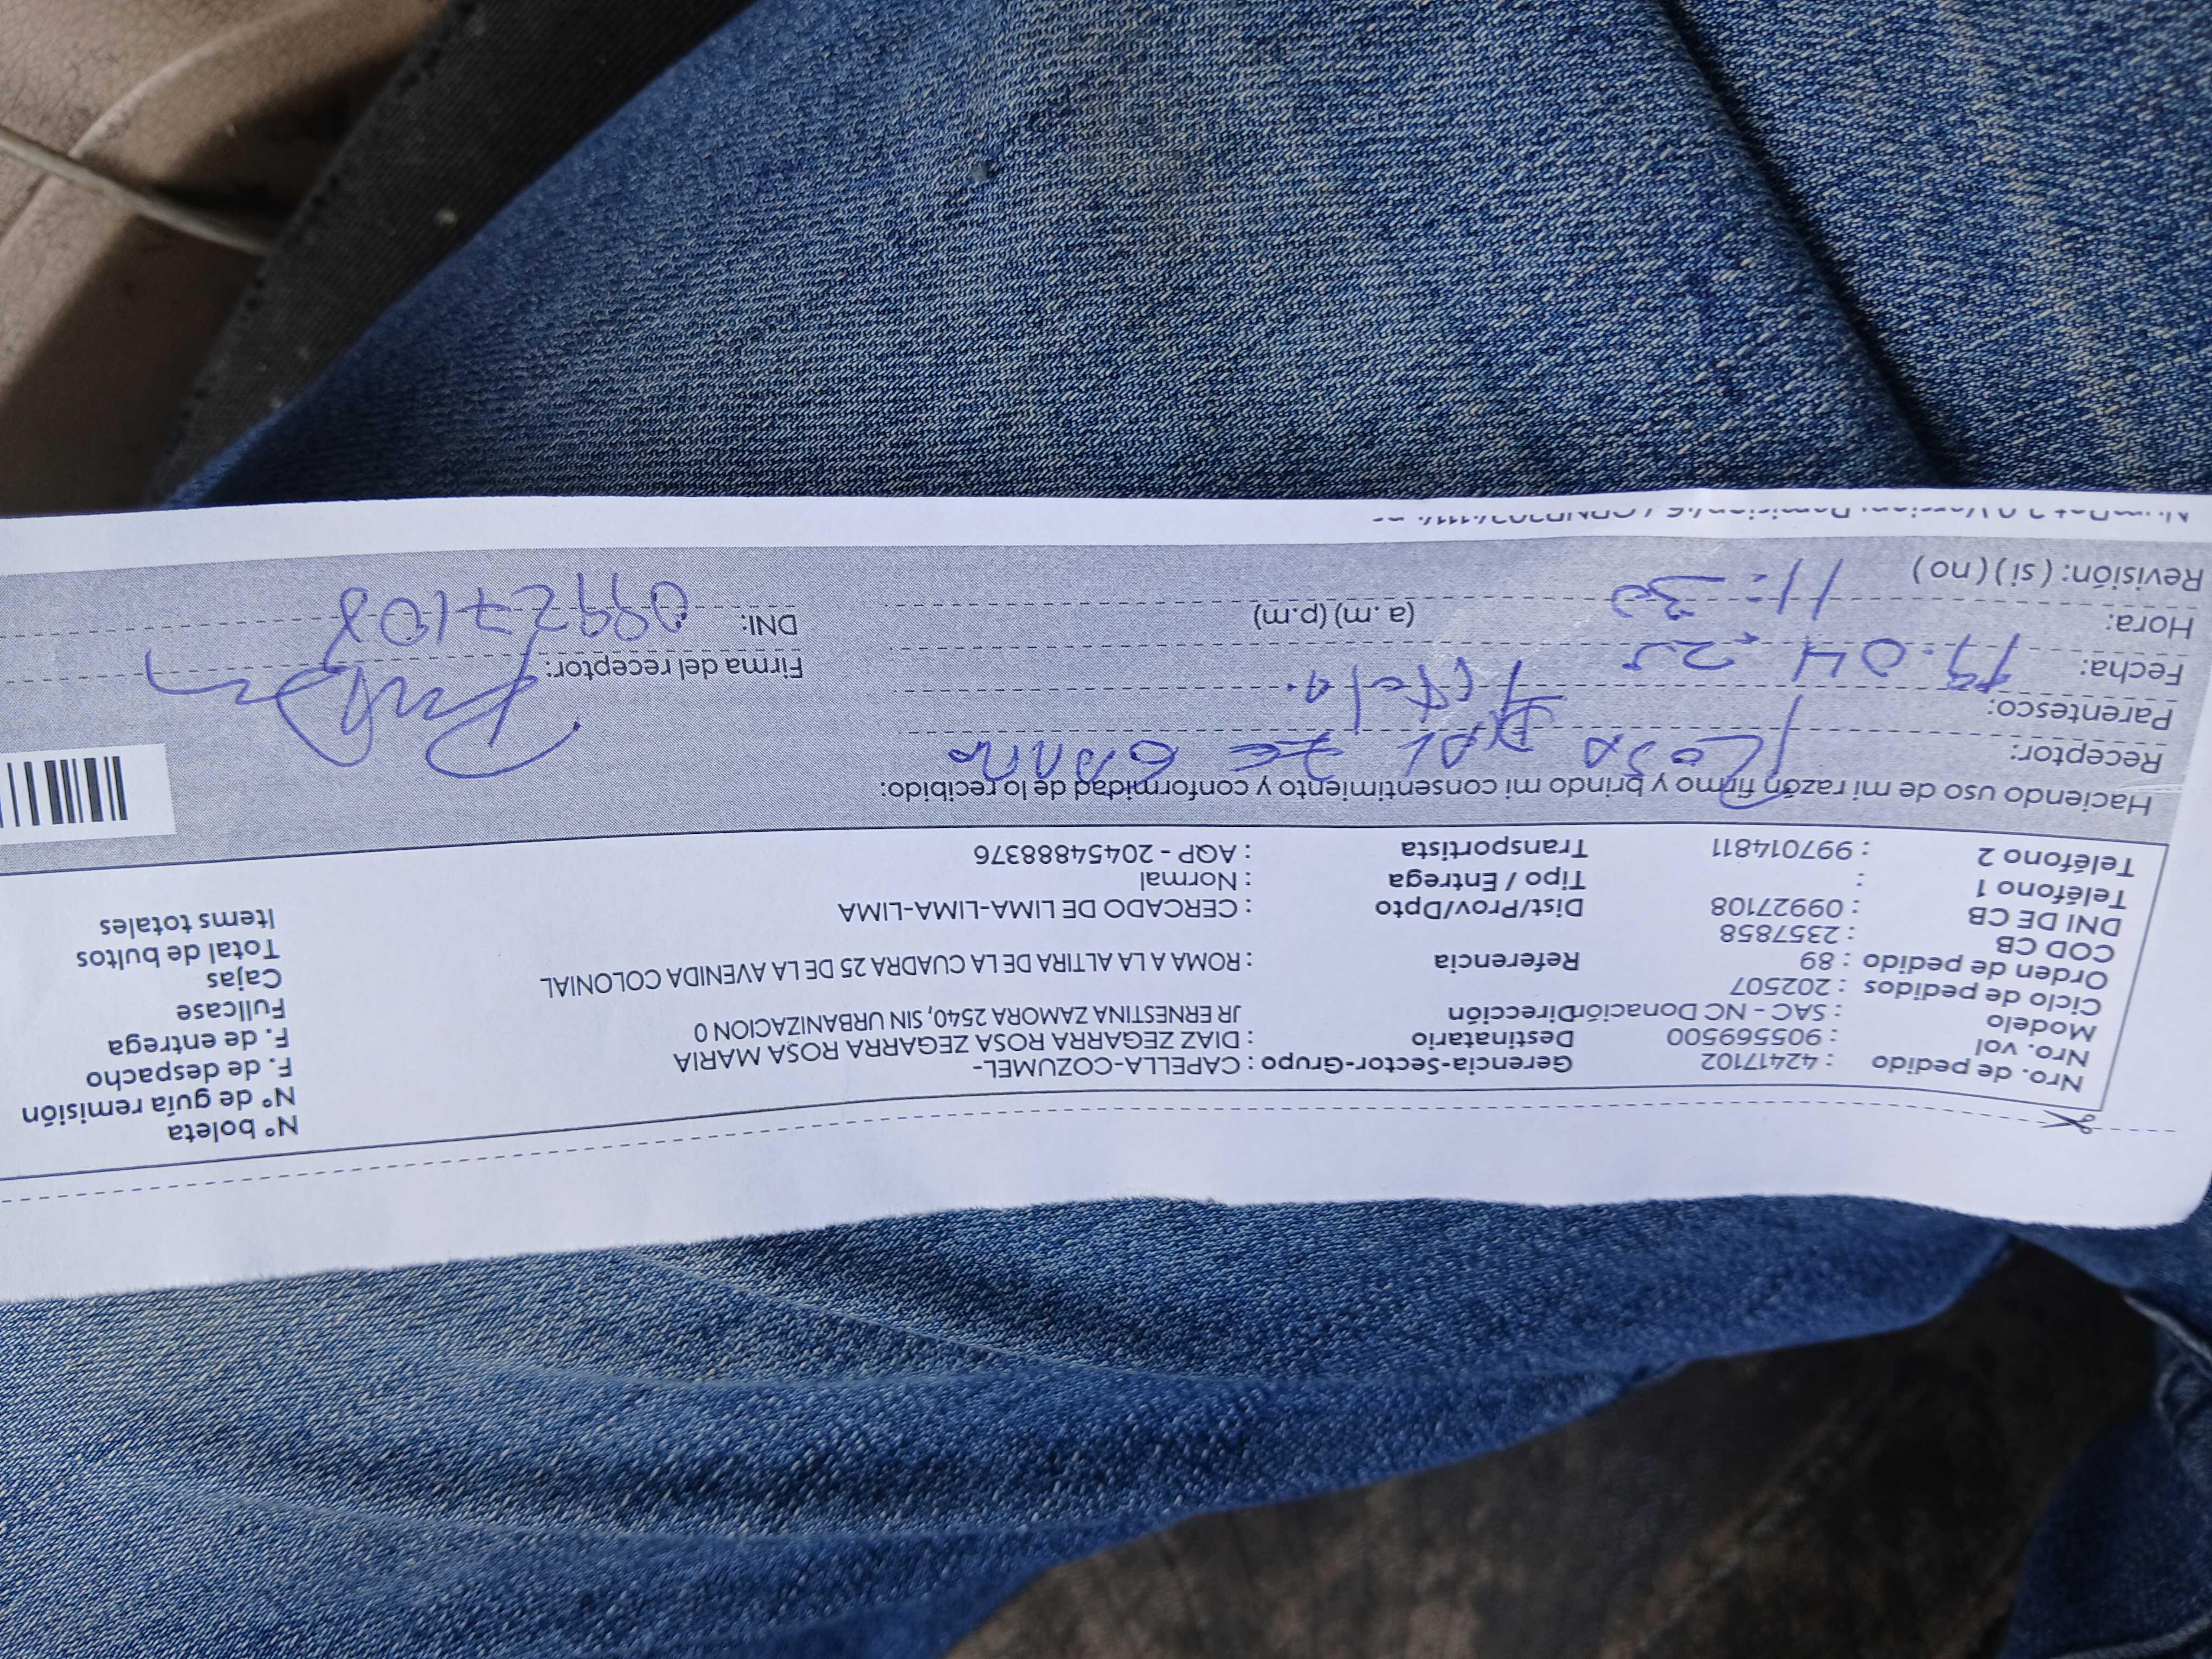 Nro. de pedido : 42417102 Gerencia-Sector-Grupo : CAPELLA-COZUMEL- N° boleta
Nro. vol : 905569500 Destinatario : DIAZ ZEGARRA ROSA ZEGARRA ROSA MARIA N° de guía remisión
Modelo : SAC - NC Donación Dirección JR ERNESTINA ZAMORA 2540, SIN URBANIZACION 0 F. de despacho
Ciclo de pedidos : 202507 F. de entrega
Orden de pedido : 89 Referencia : ROMA A LA ALTIRA DE LA CUADRA 25 DE LA AVENIDA COLONIAL Fullcase
COD CB : 2357858 Cajas
DNI DE CB : 09927108 Dist/Prov/Dpto : CERCADO DE LIMA-LIMA-LIMA Total de bultos
Teléfono 1 : Tipo / Entrega : Normal Items totales
Teléfono 2 : 997014811 Transportista : AQP - 20454888376
Haciendo uso de mi razón firmo y brindo mi consentimiento y conformidad de lo recibido:
Receptor: Rosa
Parentesco: Titular. Firma del receptor:
Fecha: 19.04.25 DNI: 09927108
Hora: 11:30 (a. m) (p.m)
Revisión: ( si ) ( no )